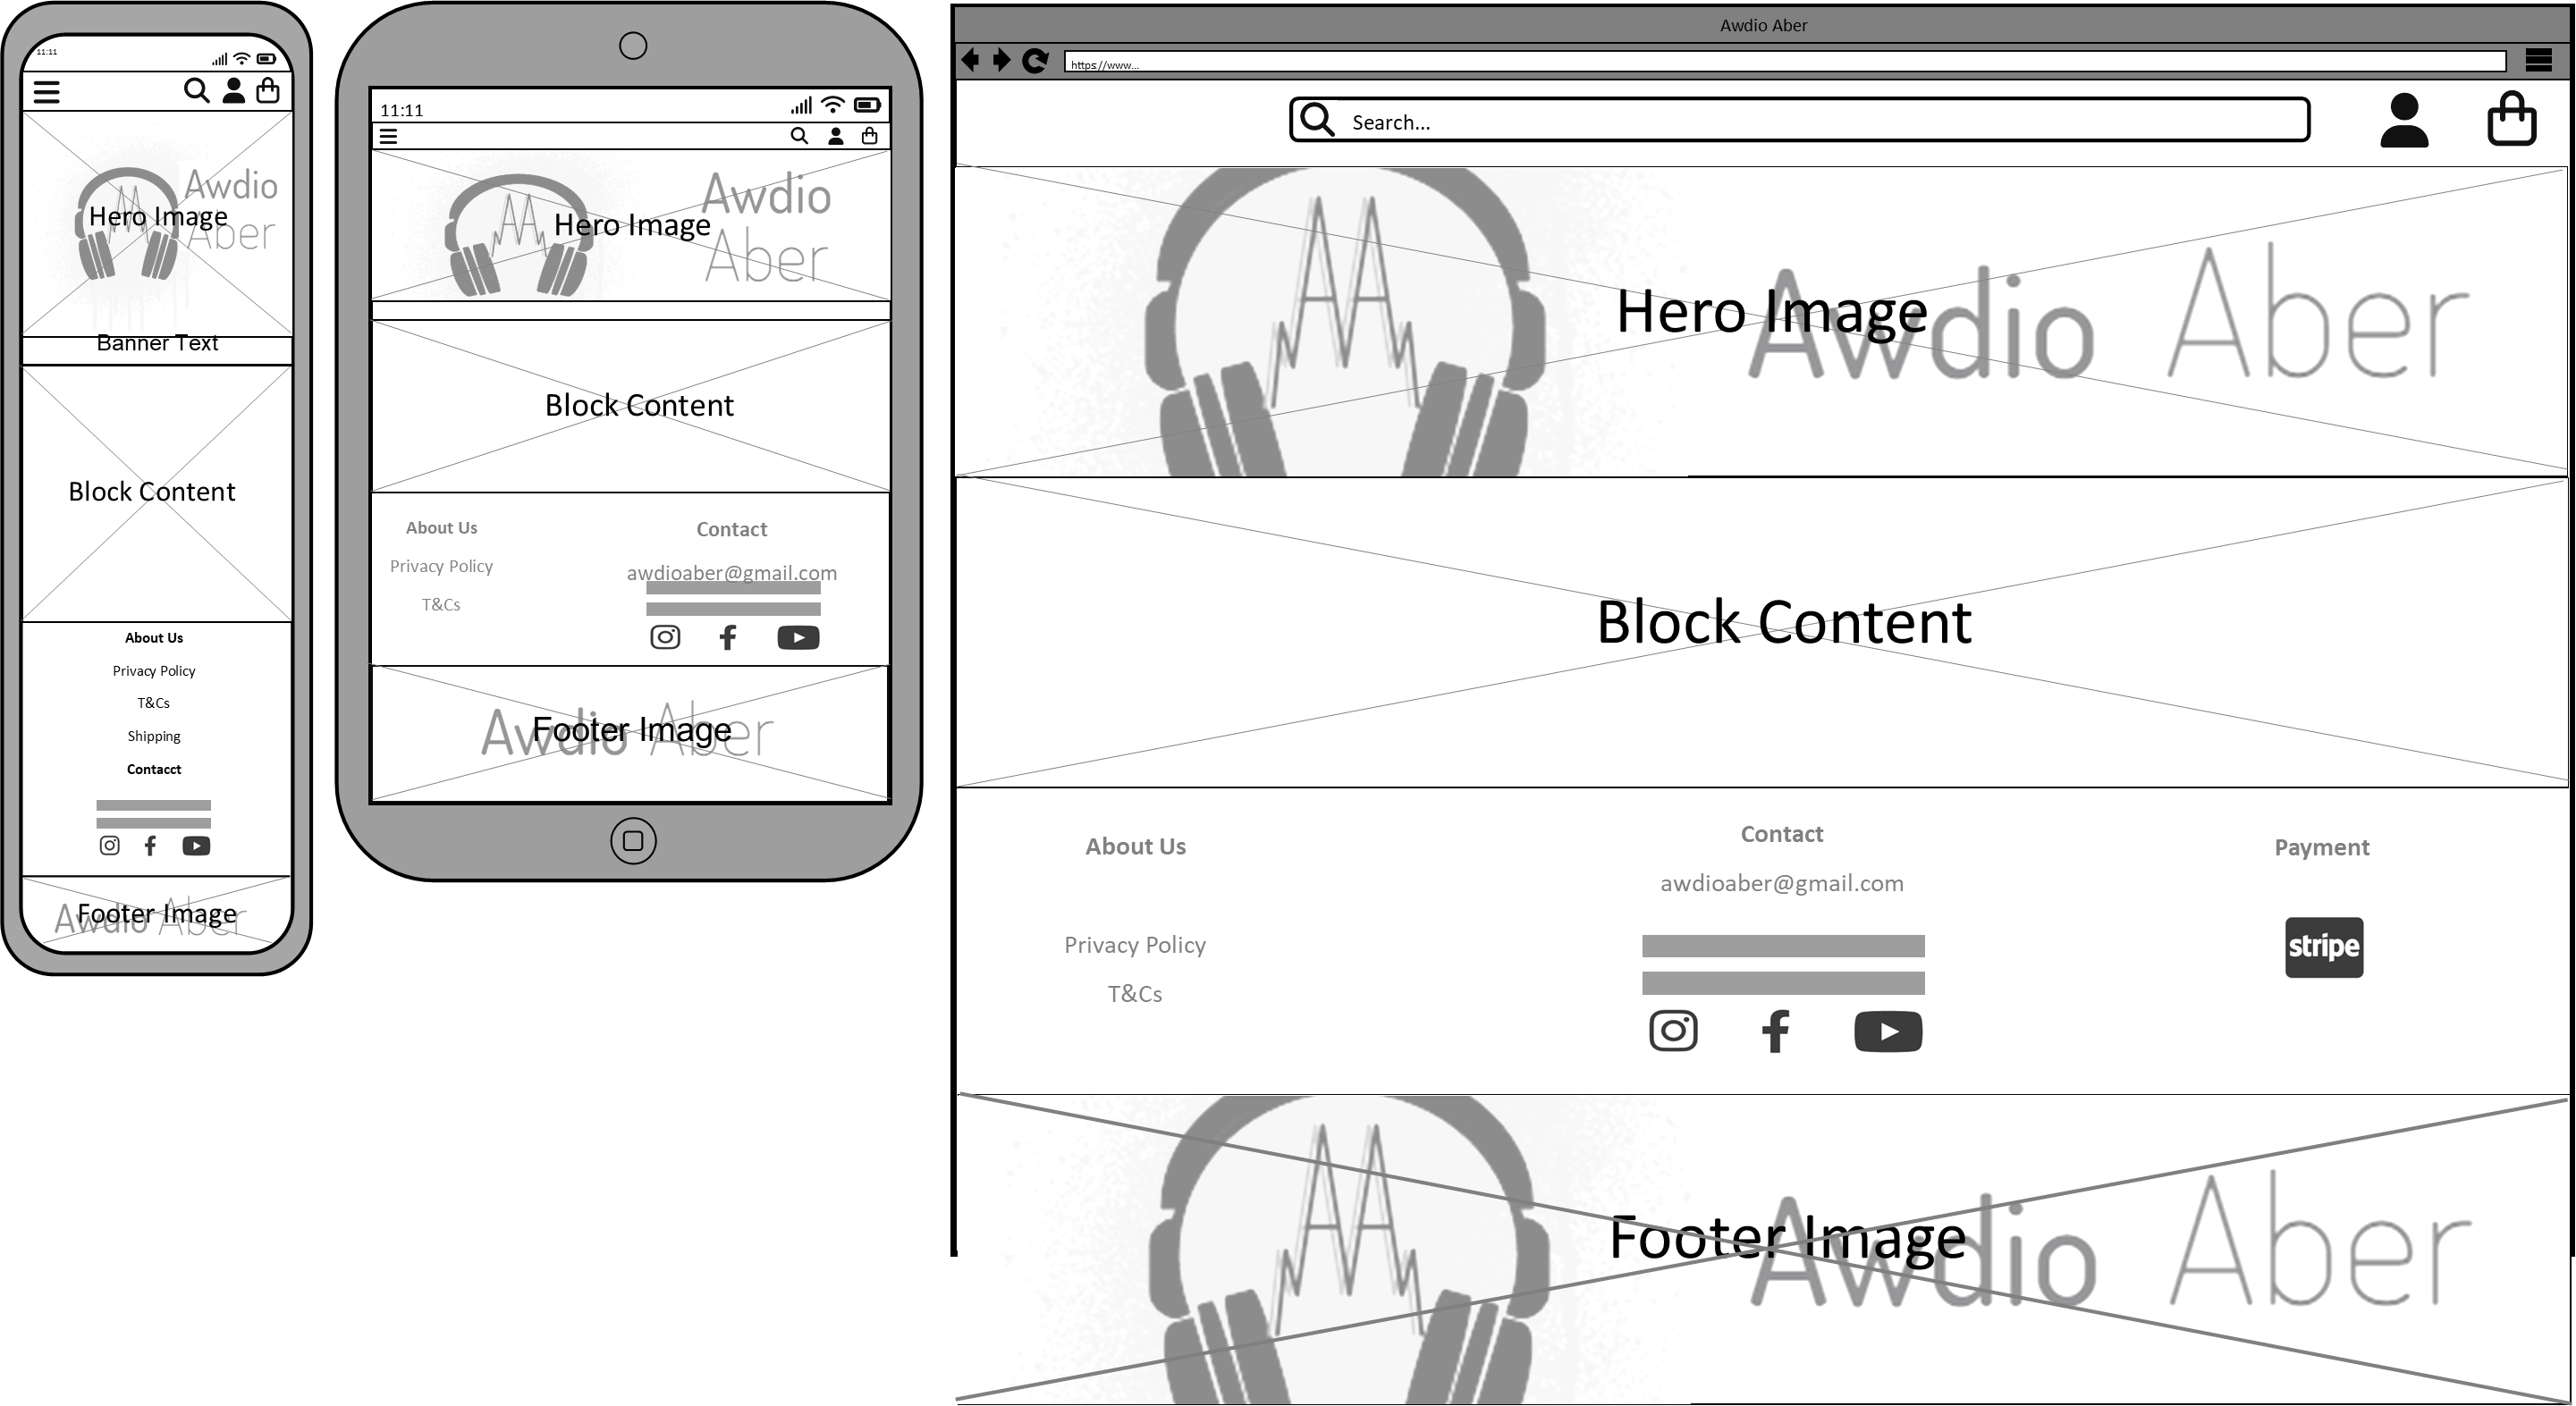 11:11
Awdio
Aber
Hero Image
Banner Text
Block Content
About Us
Privacy Policy
T&Cs
Shipping
Contacct
Awdio Aber
Footer Image
11:11
Awdio
Aber
Hero Image
Block Content
About Us
Privacy Policy
T&Cs
Contact
awdioaber@gmail.com
Awdio Aber
Footer Image
Awdio Aber
https://www...
Search...
AA
Hero Image
Awdio Aber
Block Content
About Us
Privacy Policy
T&Cs
Contact
awdioaber@gmail.com
Payment
stripe
AA
Footer Image
Awdio Aber